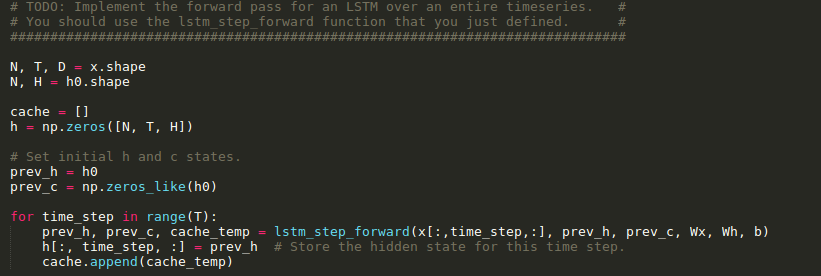 # TODO: Implement the forward pass for an LSTM over an entire timeseries.   #
# You should use the lstm_step_forward function that you just defined.      #
##############################################################################
N, T, D = x.shape
N, H = h0.shape
cache = []
h = np.zeros([N, T, H])
# Set initial h and c states.
prev_h = h0
prev_c = np.zeros_like(h0)
for time_step in range(T):
    prev_h, prev_c, cache_temp = lstm_step_forward(x[:,time_step,:], prev_h, prev_c, Wx, Wh, b)
    h[:, time_step, :] = prev_h  # Store the hidden state for this time step.
    cache.append(cache_temp)